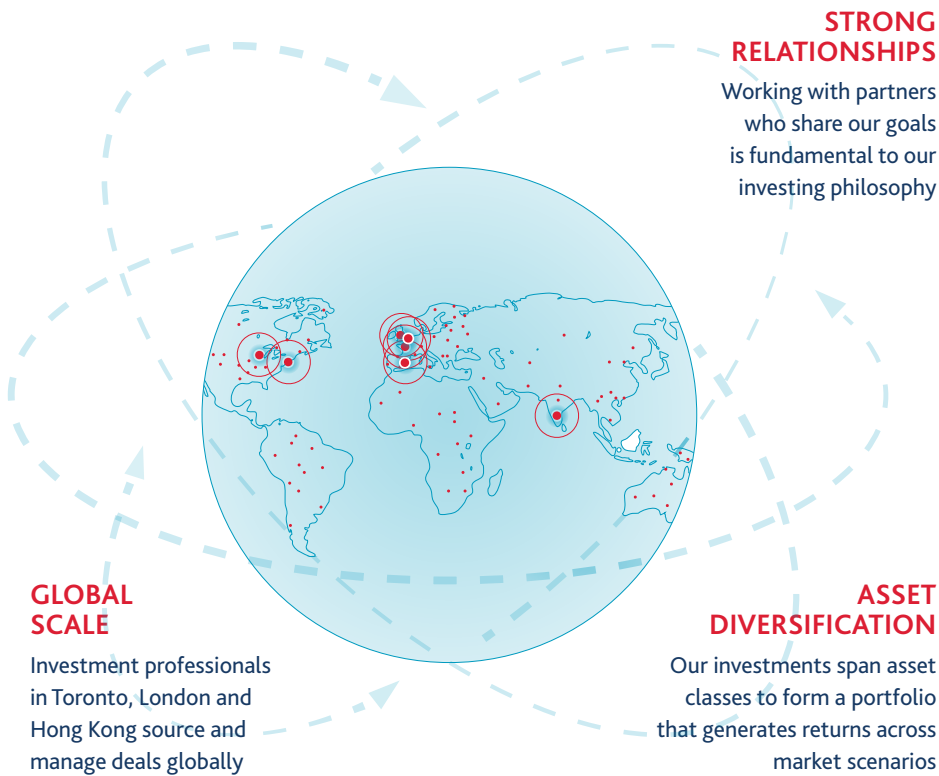 STRONG
RELATIONSHIPS
Working with partners
who share our goals
is fundamental to our
investing philosophy
GLOBAL
SCALE
Investment professionals
in Toronto, London and
Hong Kong source and
manage deals globally
ASSET
DIVERSIFICATION
Our investments span asset
classes to form a portfolio
that generates returns across
market scenarios